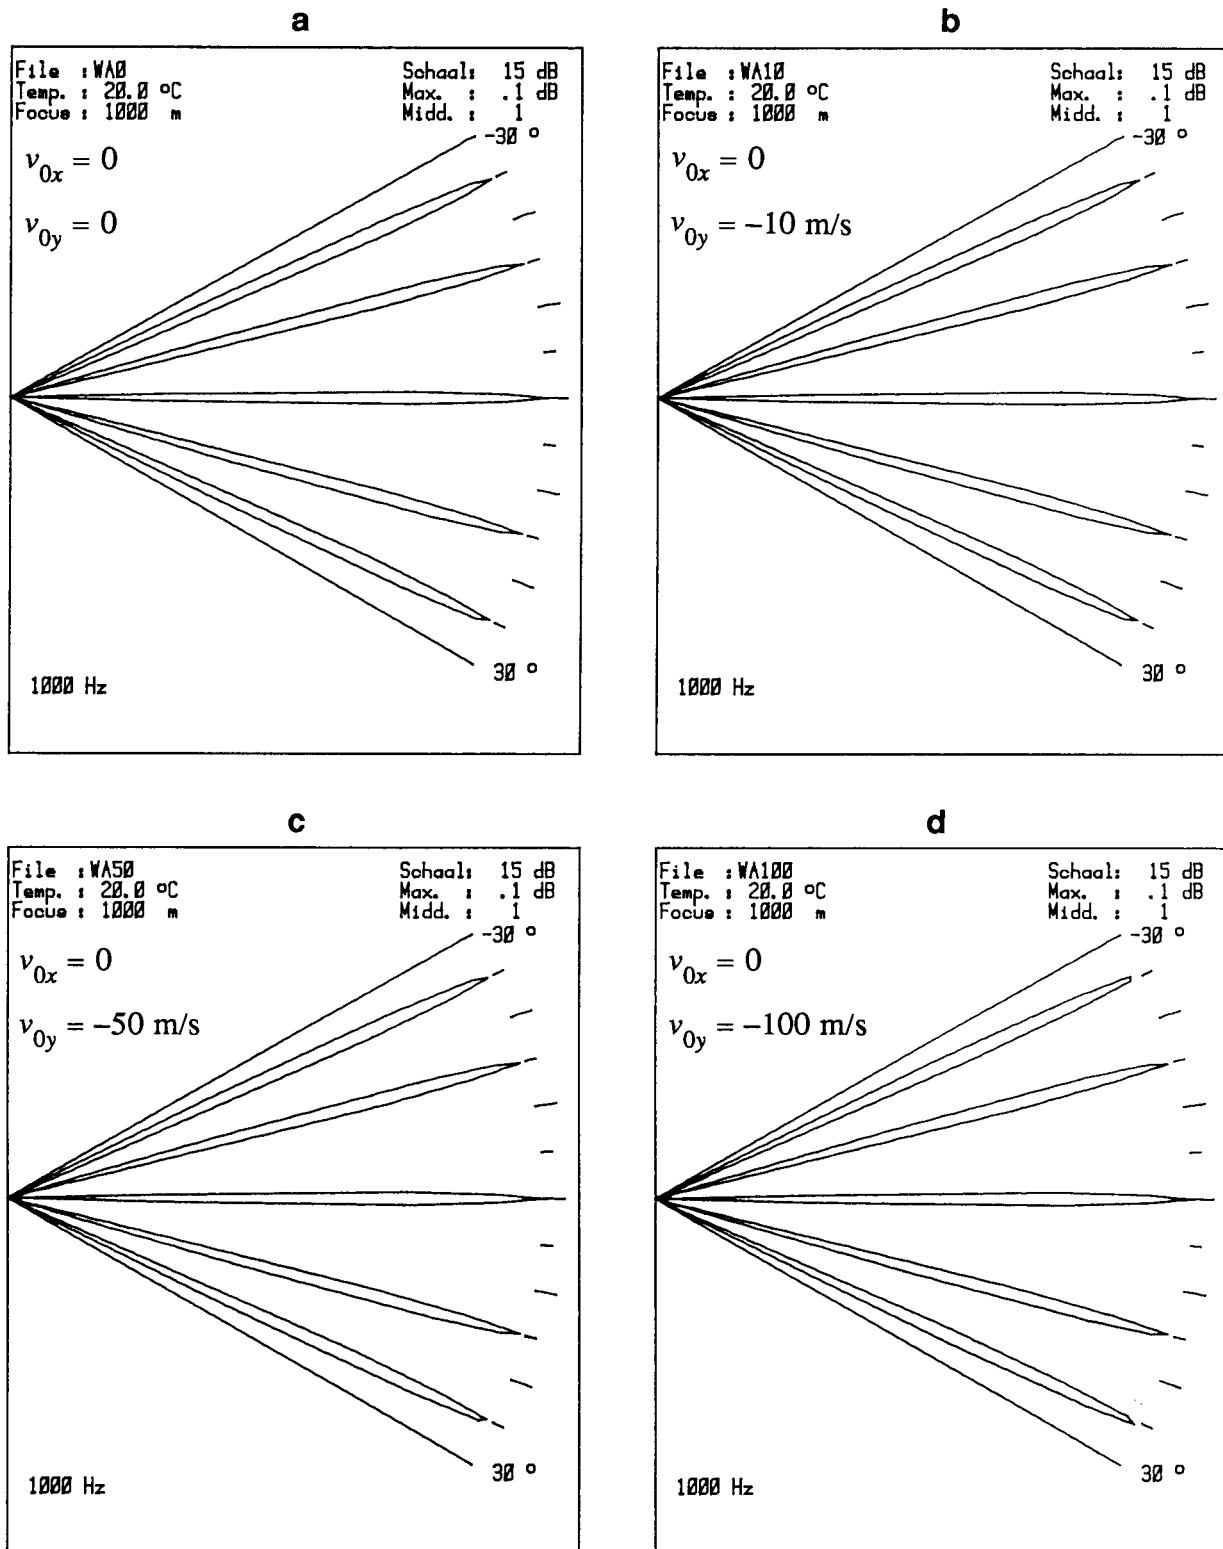 a
File : WA0 Schaal: 15 dB
Temp. : 20.0 °C Max. : .1 dB
Focus : 1000 m Midd. : 1
-30 °
v0x = 0
v0y = 0
30 °
1000 Hz
b
File : WA10 Schaal: 15 dB
Temp. : 20.0 °C Max. : .1 dB
Focus : 1000 m Midd. : 1
-30 °
v0x = 0
v0y = −10 m/s
30 °
1000 Hz
c
File : WA50 Schaal: 15 dB
Temp. : 20.0 °C Max. : .1 dB
Focus : 1000 m Midd. : 1
-30 °
v0x = 0
v0y = −50 m/s
30 °
1000 Hz
d
File : WA100 Schaal: 15 dB
Temp. : 20.0 °C Max. : .1 dB
Focus : 1000 m Midd. : 1
-30 °
v0x = 0
v0y = −100 m/s
30 °
1000 Hz